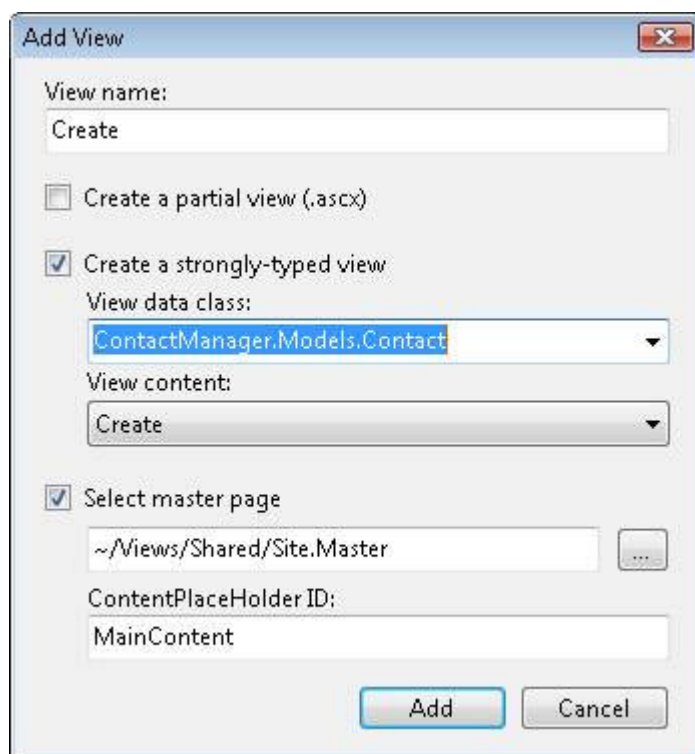 Add View
View name:
Create
Create a partial view (.ascx)
Create a strongly-typed view
View data class:
ContactManager.Models.Contact
View content:
Create
Select master page
~/Views/Shared/Site.Master
...
ContentPlaceHolder ID:
MainContent
Add Cancel